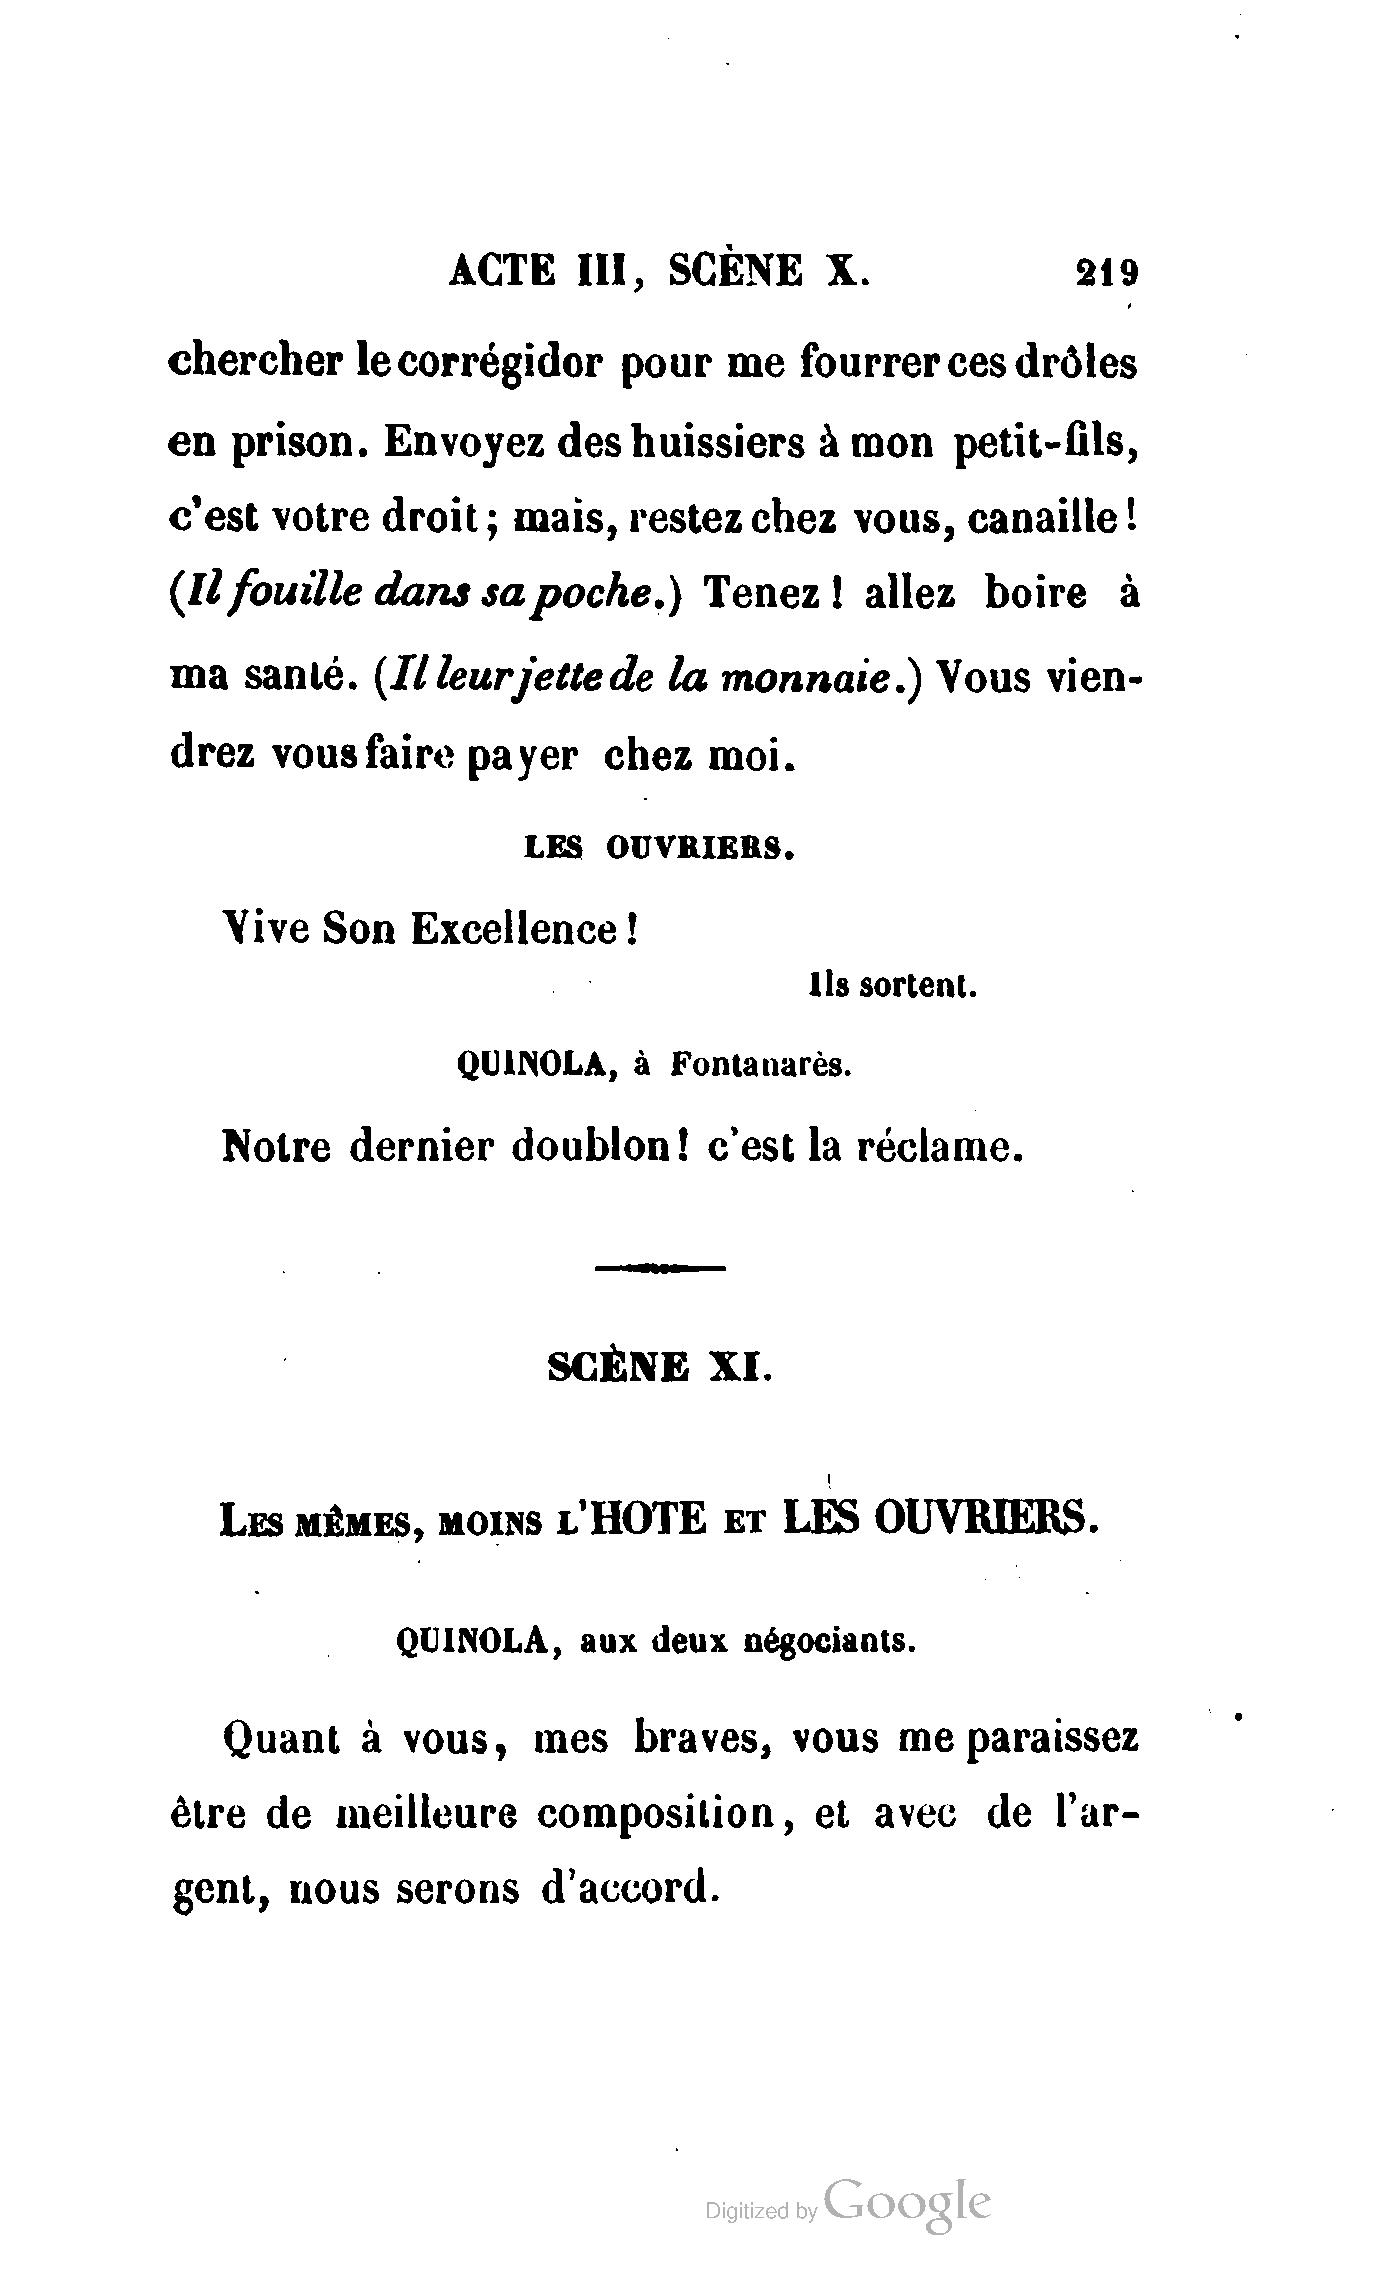 ACTE III, SCÈNE X. 219
chercher le corrégidor pour me fourrer ces drôles
en prison. Envoyez des huissiers à mon petit-fils,
c'est votre droit; mais, restez chez vous, canaille!
(Il fouille dans sa poche.) Tenez! allez boire à
ma santé. (Il leur jette de la monnaie.) Vous vien-
drez vous faire payer chez moi.
LES OUVRIERS.
Vive Son Excellence!
Ils sortent.
QUINOLA, à Fontanarès.
Notre dernier doublon! c'est la réclame.
SCÈNE XI.
LES MÊMES, MOINS L'HOTE ET LES OUVRIERS.
QUINOLA, aux deux négociants.
Quant à vous, mes braves, vous me paraissez
être de meilleure composition, et avec de l'ar-
gent, nous serons d'accord.
Digitized by Google